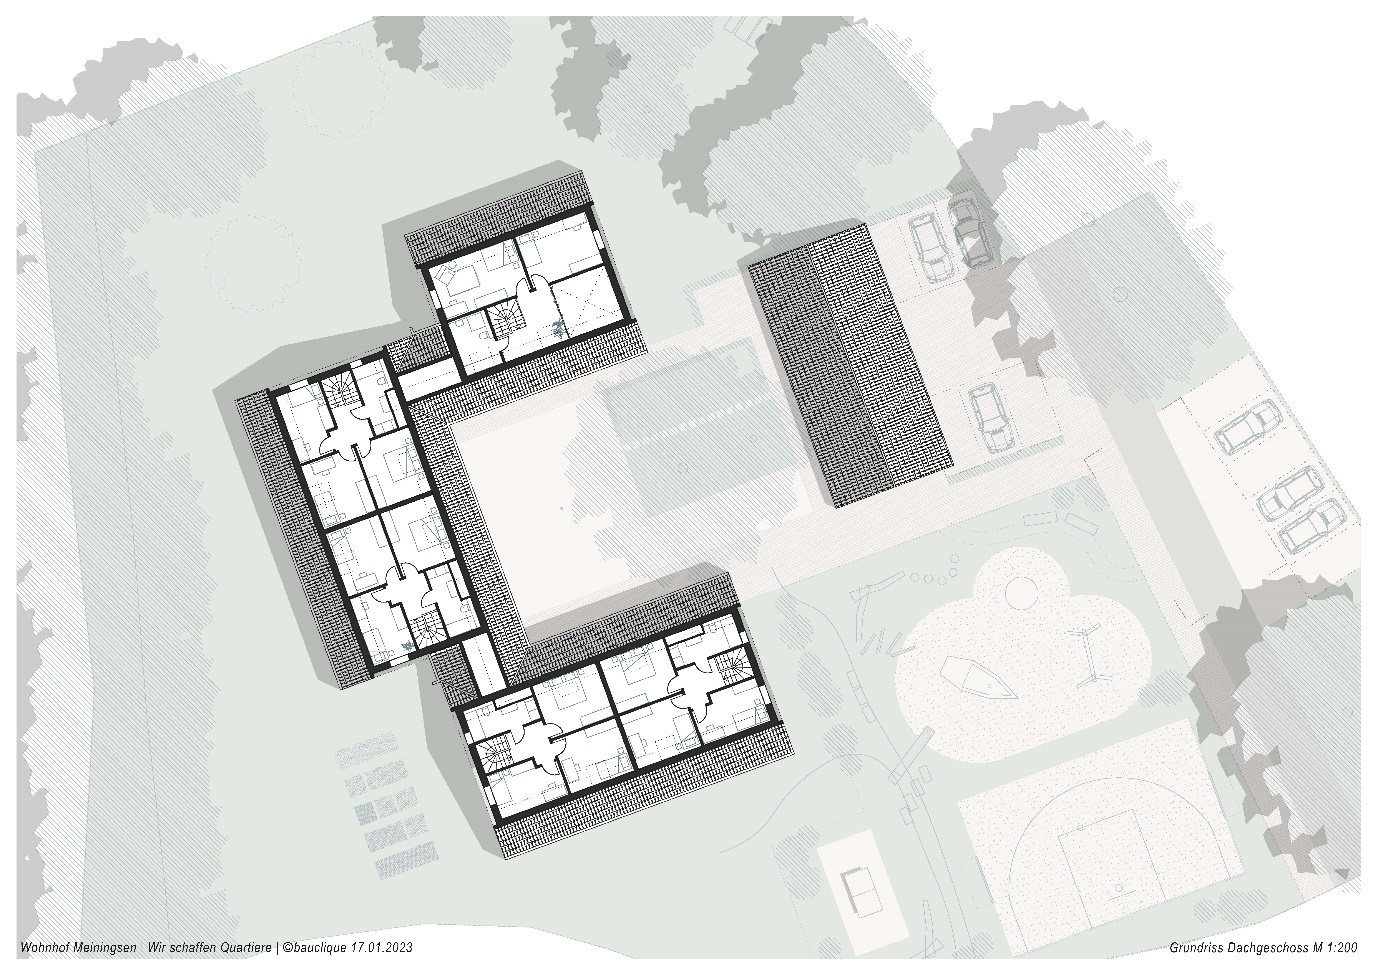 Wohnhof Meiningsen Wir schaffen Quartiere | ©bauclique 17.01.2023
Grundriss Dachgeschoss M 1:200